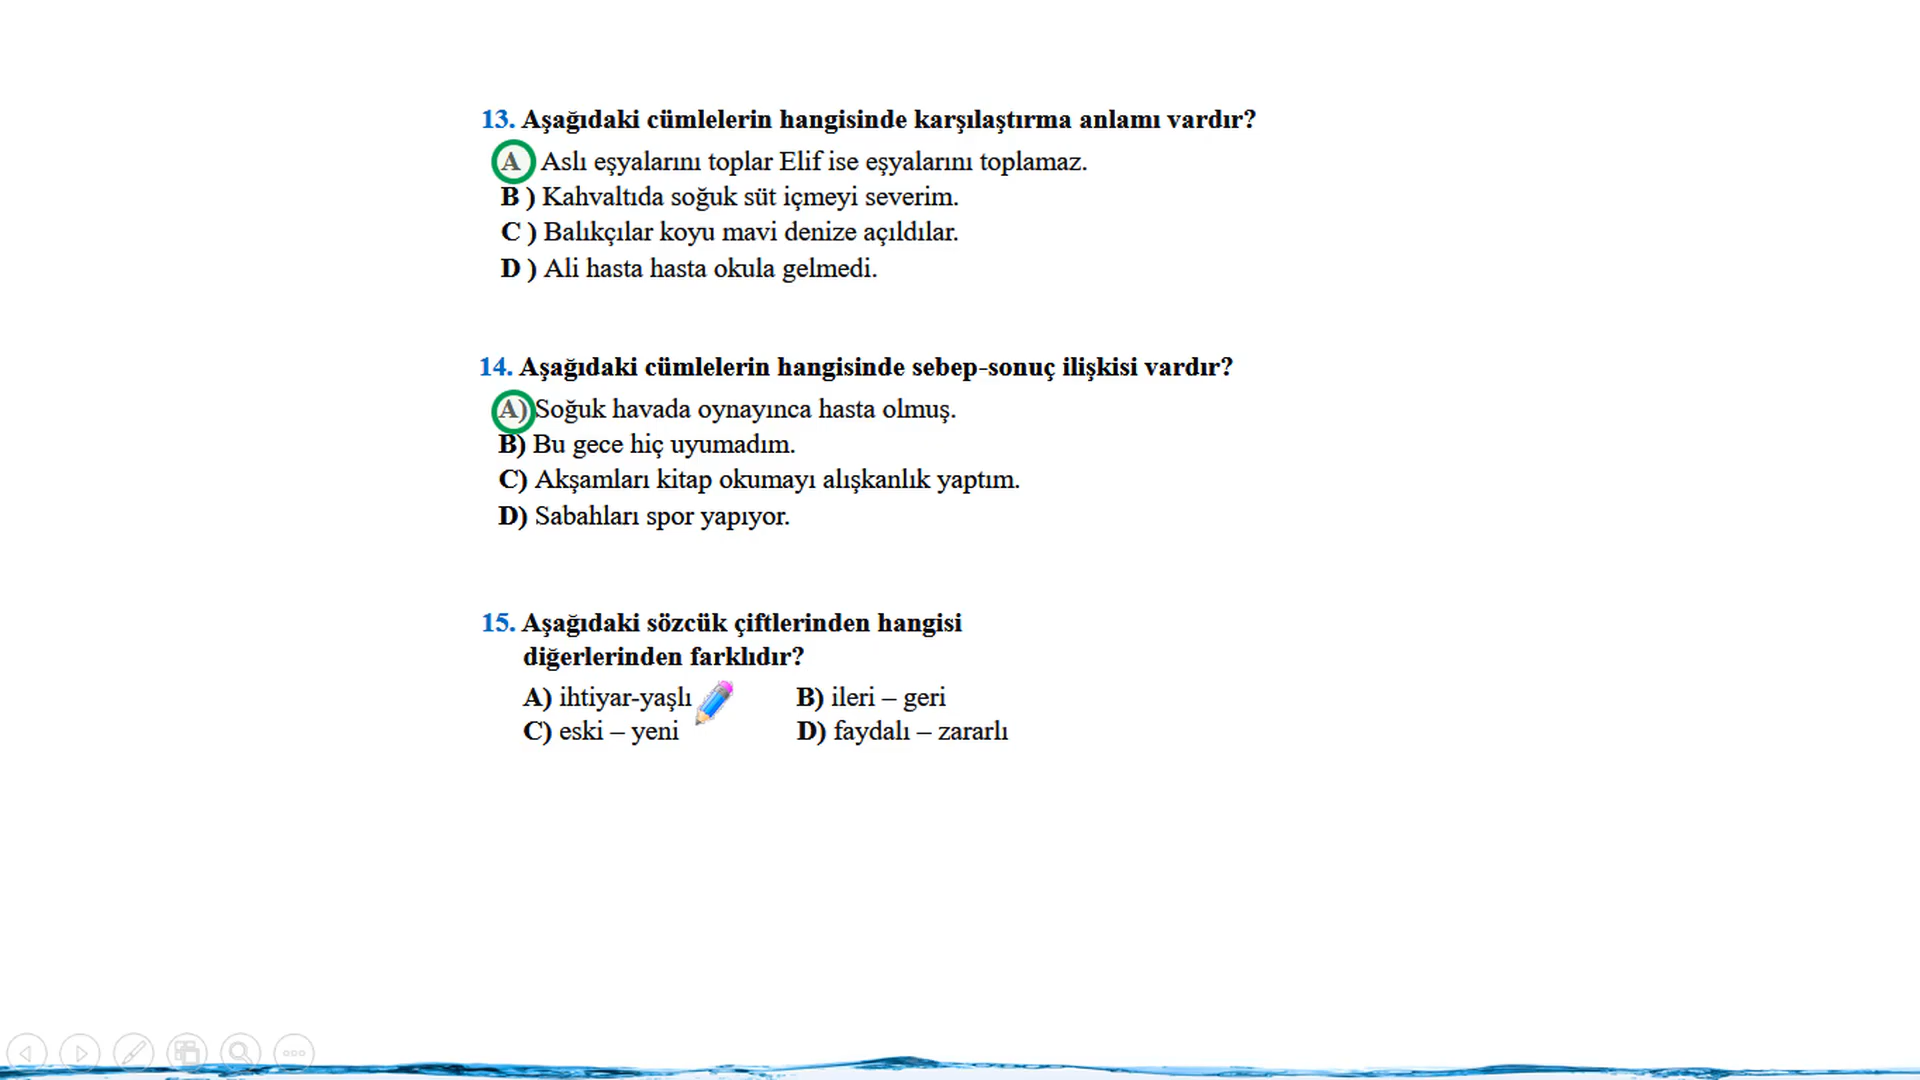 13. Aşağıdaki cümlelerin hangisinde karşılaştırma anlamı vardır?
A Aslı eşyalarını toplar Elif ise eşyalarını toplamaz.
B ) Kahvaltıda soğuk süt içmeyi severim.
C ) Balıkçılar koyu mavi denize açıldılar.
D ) Ali hasta hasta okula gelmedi.
14. Aşağıdaki cümlelerin hangisinde sebep-sonuç ilişkisi vardır?
A) Soğuk havada oynayınca hasta olmuş.
B) Bu gece hiç uyumadım.
C) Akşamları kitap okumayı alışkanlık yaptım.
D) Sabahları spor yapıyor.
15. Aşağıdaki sözcük çiftlerinden hangisi
diğerlerinden farklıdır?
A) ihtiyar-yaşlı B) ileri – geri
C) eski – yeni D) faydalı – zararlı